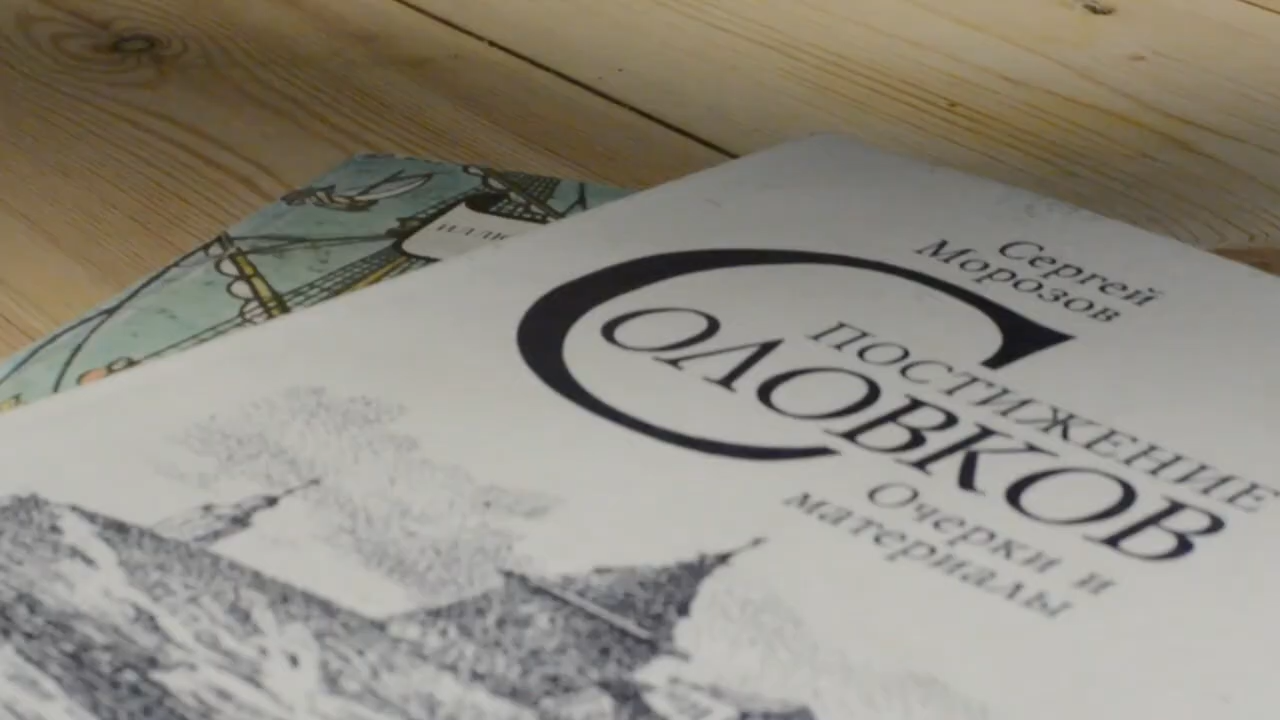 Сергей
Морозов
ПОСТИЖЕНИЕ
СОЛОВКОВ
Очерки и
материалы